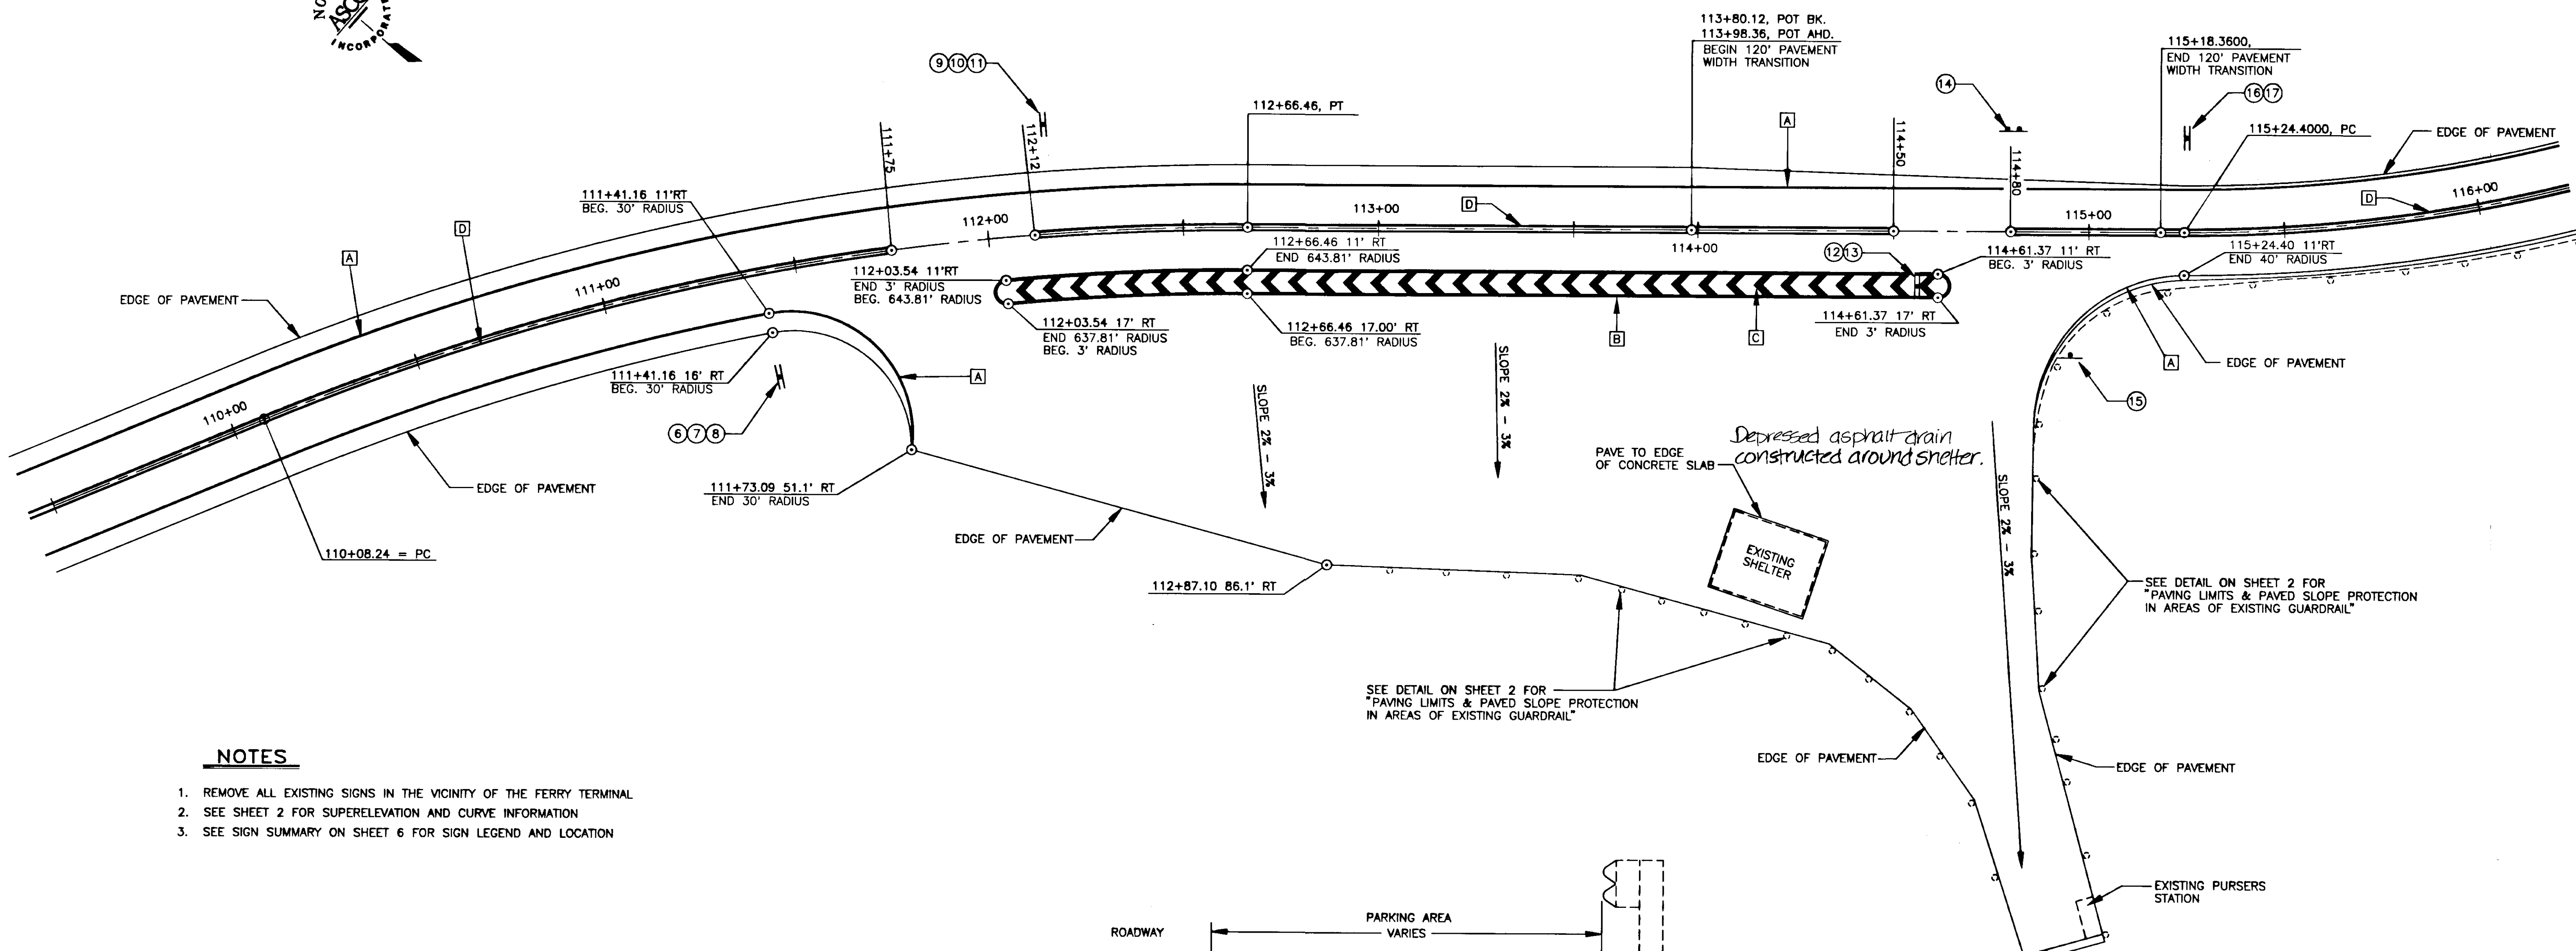 NO
ASCG
INCORPORATE
9 10 11
113+80.12, POT BK.
113+98.36, POT AHD.
BEGIN 120' PAVEMENT
WIDTH TRANSITION
115+18.3600,
END 120' PAVEMENT
WIDTH TRANSITION
14
16 17
112+66.46, PT
A
115+24.4000, PC
EDGE OF PAVEMENT
111+75
112+12
114+50
114+80
111+41.16 11'RT
BEG. 30' RADIUS
D
112+00
113+00
D
114+00
115+00
D
116+00
A
EDGE OF PAVEMENT
111+00
112+03.54 11'RT
END 3' RADIUS
BEG. 643.81' RADIUS
112+66.46 11' RT
END 643.81' RADIUS
12 13
114+61.37 11' RT
BEG. 3' RADIUS
115+24.40 11'RT
END 40' RADIUS
112+03.54 17' RT
END 637.81' RADIUS
BEG. 3' RADIUS
112+66.46 17.00' RT
BEG. 637.81' RADIUS
B
C
114+61.37 17' RT
END 3' RADIUS
A
EDGE OF PAVEMENT
111+41.16 16' RT
BEG. 30' RADIUS
A
SLOPE 2% - 3%
SLOPE 2% - 3%
15
110+00
6 7 8
PAVE TO EDGE
OF CONCRETE SLAB
Depressed asphalt drain
constructed around shelter.
EDGE OF PAVEMENT
111+73.09 51.1' RT
END 30' RADIUS
SLOPE 2% - 3%
EDGE OF PAVEMENT
110+08.24 = PC
EXISTING
SHELTER
112+87.10 86.1' RT
SEE DETAIL ON SHEET 2 FOR
"PAVING LIMITS & PAVED SLOPE PROTECTION
IN AREAS OF EXISTING GUARDRAIL"
SEE DETAIL ON SHEET 2 FOR
"PAVING LIMITS & PAVED SLOPE PROTECTION
IN AREAS OF EXISTING GUARDRAIL"
EDGE OF PAVEMENT
EDGE OF PAVEMENT
NOTES
1. REMOVE ALL EXISTING SIGNS IN THE VICINITY OF THE FERRY TERMINAL
2. SEE SHEET 2 FOR SUPERELEVATION AND CURVE INFORMATION
3. SEE SIGN SUMMARY ON SHEET 6 FOR SIGN LEGEND AND LOCATION
EXISTING PURSERS
STATION
ROADWAY
PARKING AREA
VARIES